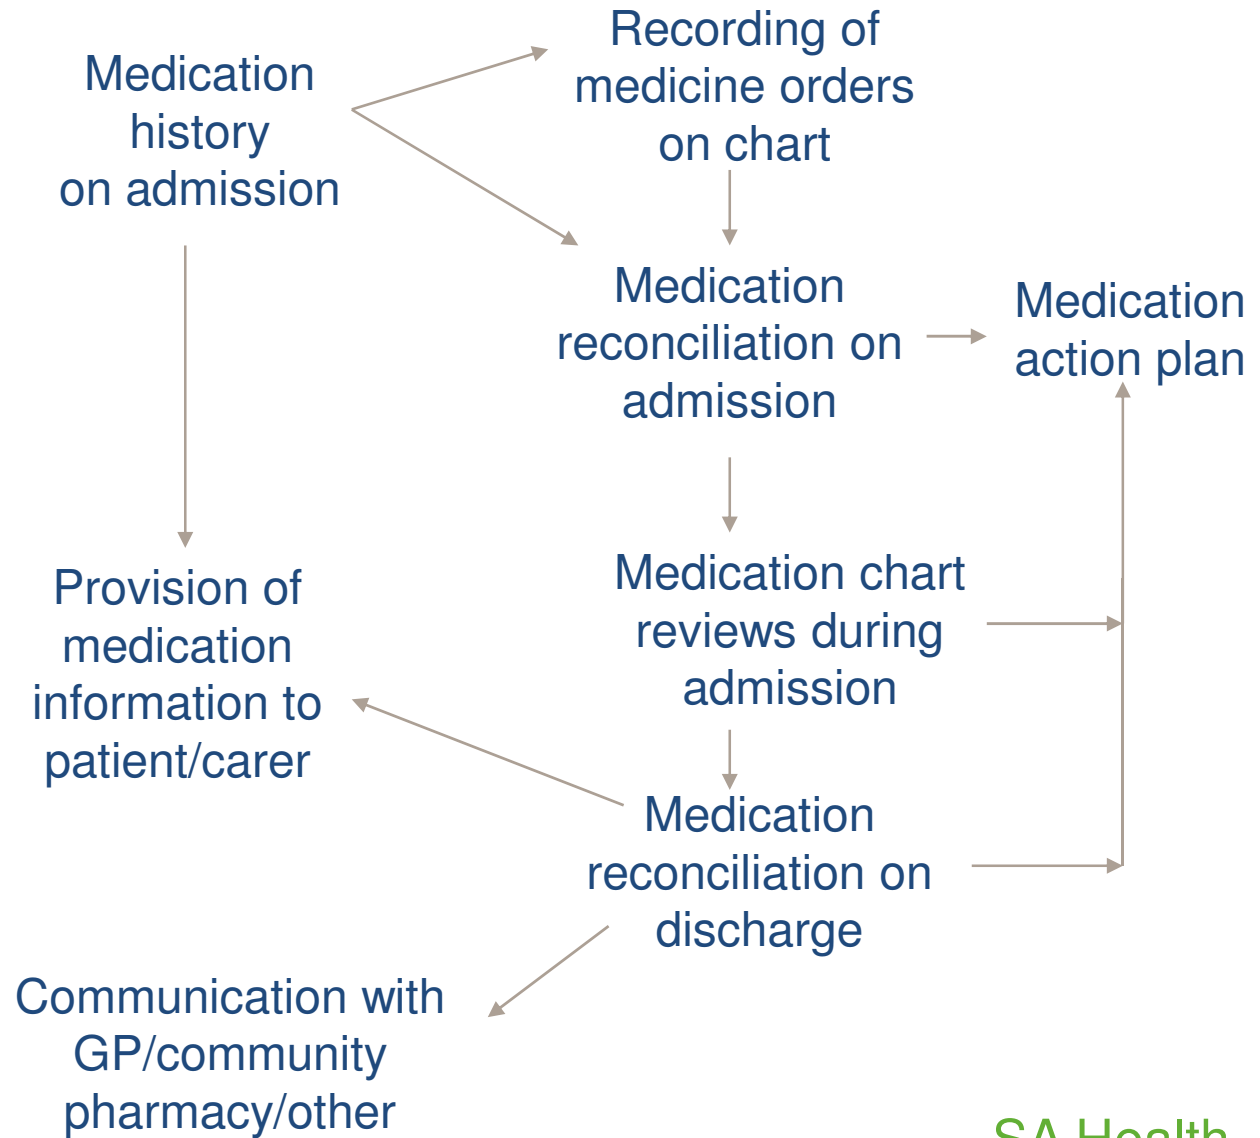 Medication
history
on admission
Recording of
medicine orders
on chart
Medication
reconciliation on
admission
Medication
action plan
Provision of
medication
information to
patient/carer
Medication chart
reviews during
admission
Medication
reconciliation on
discharge
Communication with
GP/community
pharmacy/other
SA Health